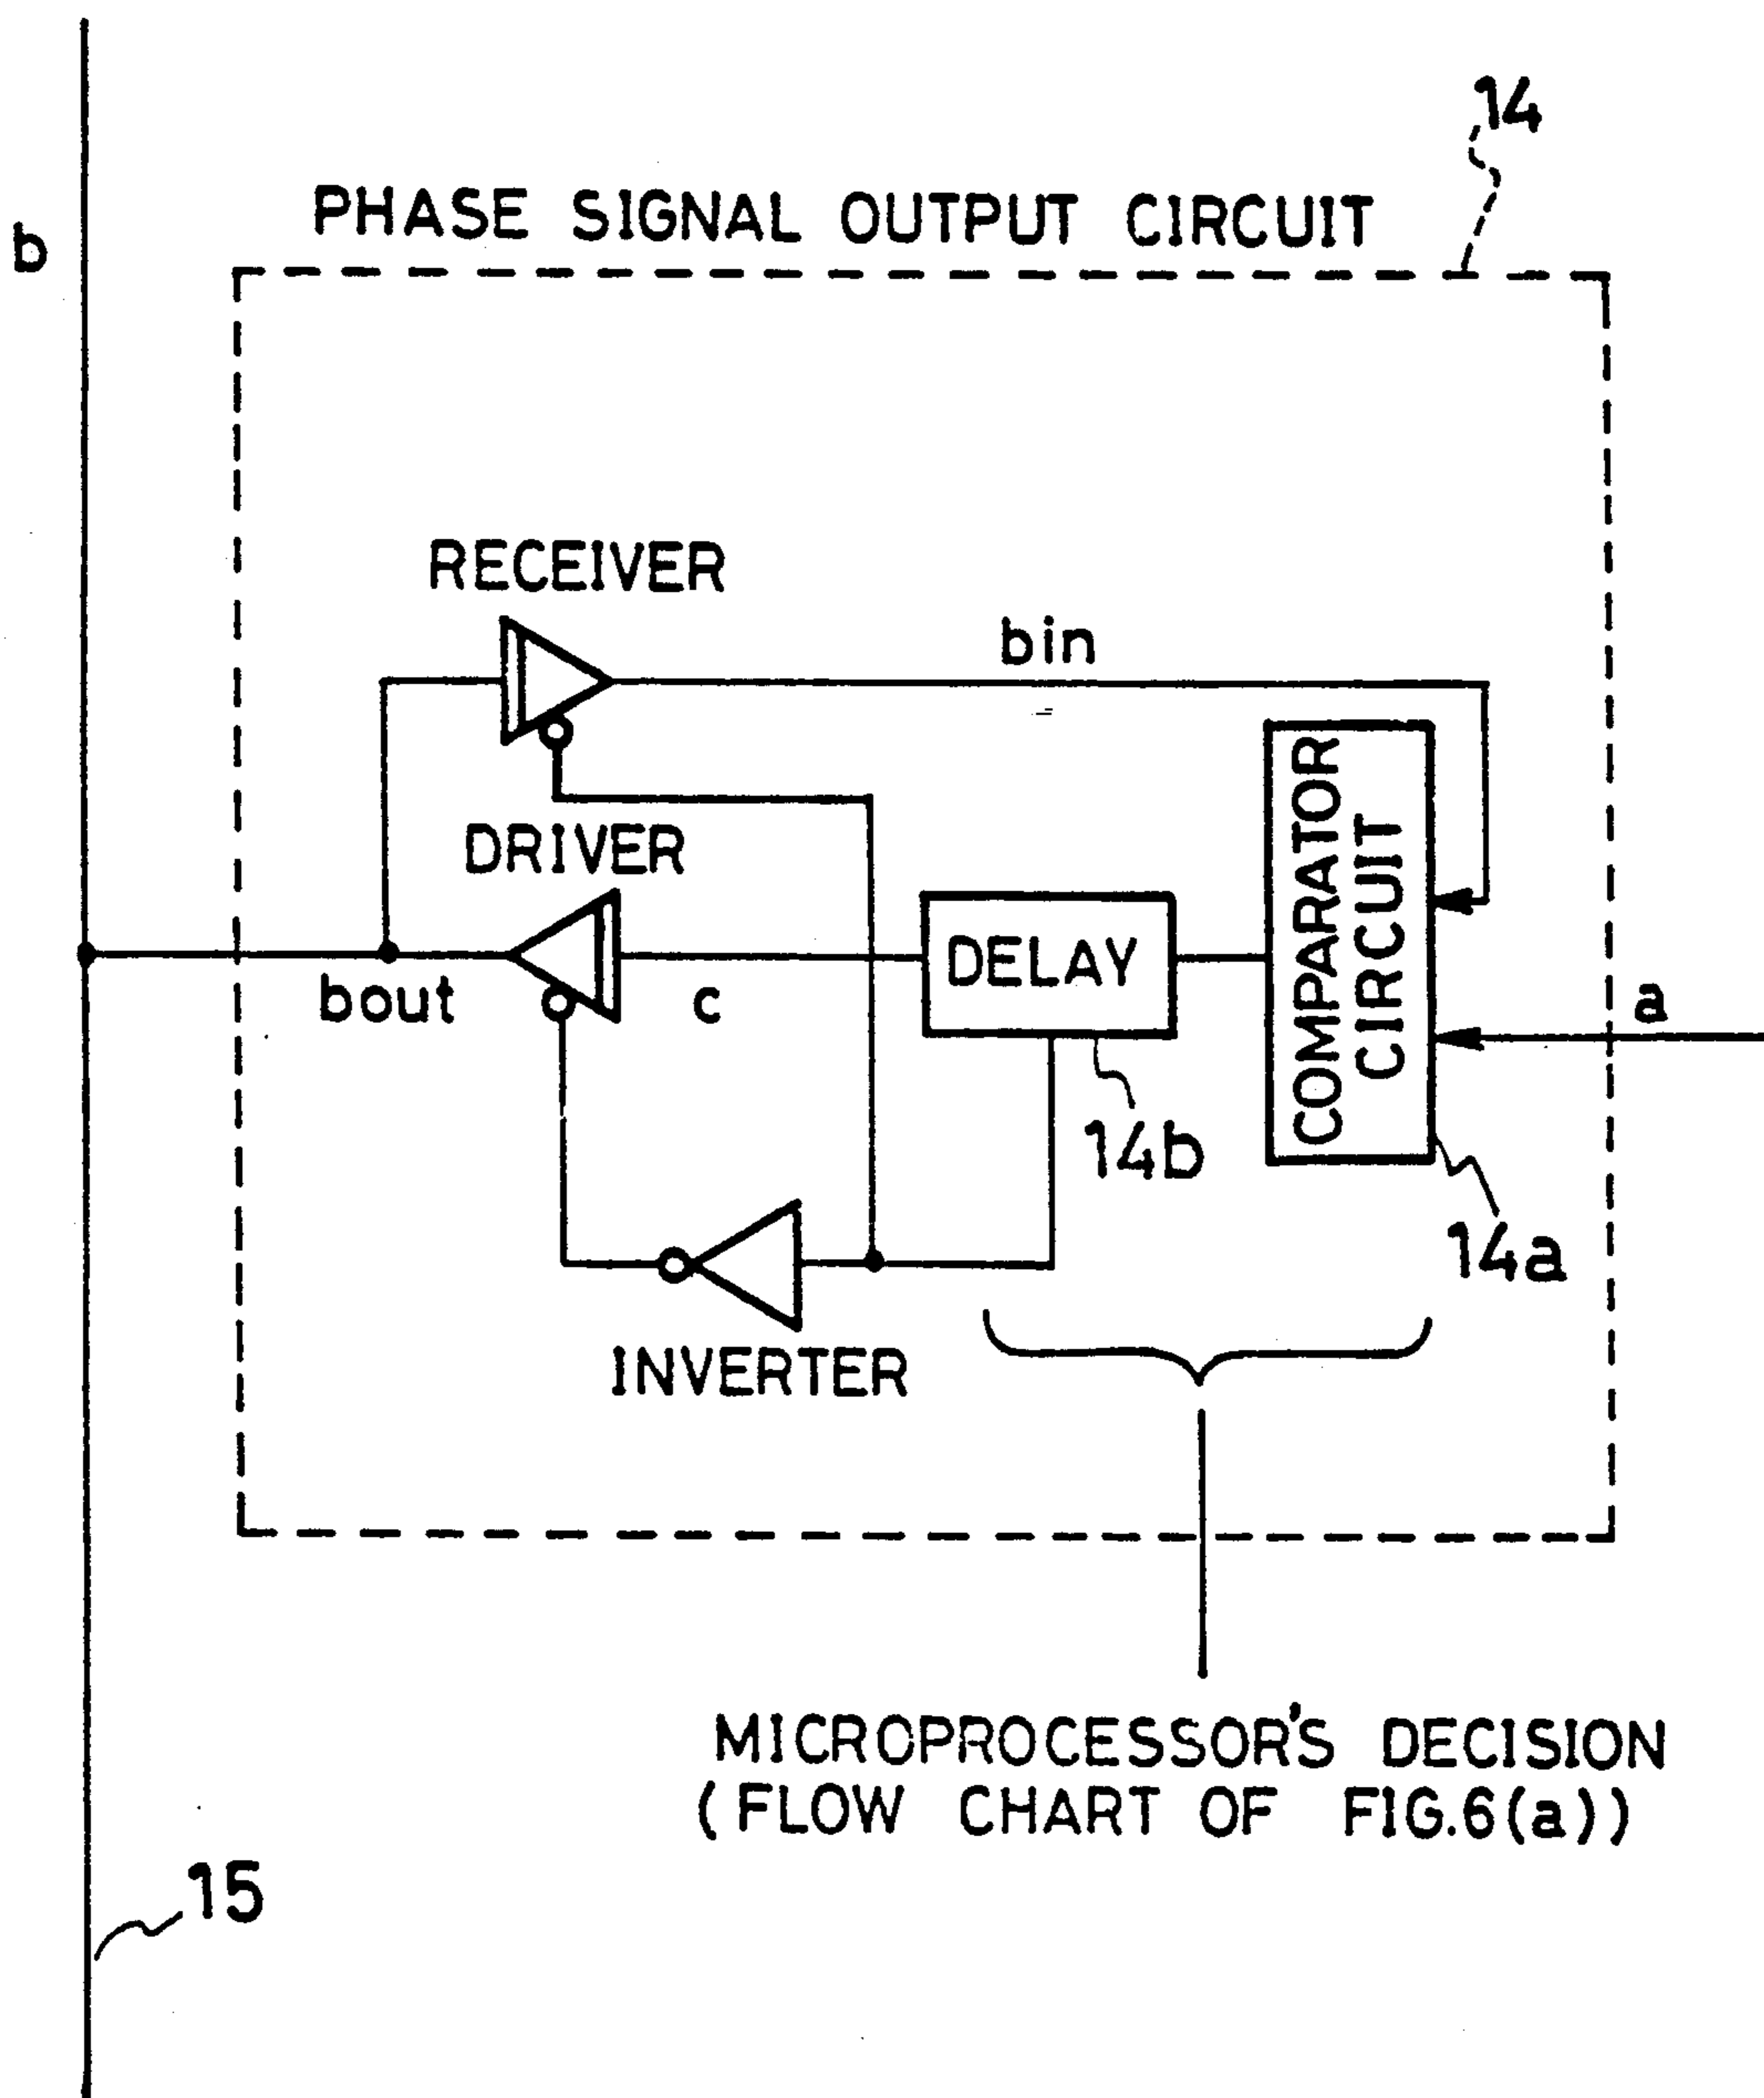 14
PHASE SIGNAL OUTPUT CIRCUIT
b
RECEIVER
bin
DRIVER
COMPARATOR
CIRCUIT
DELAY
bout
c
a
14b
14a
INVERTER
MICROPROCESSOR'S DECISION
(FLOW CHART OF FIG.6(a))
15